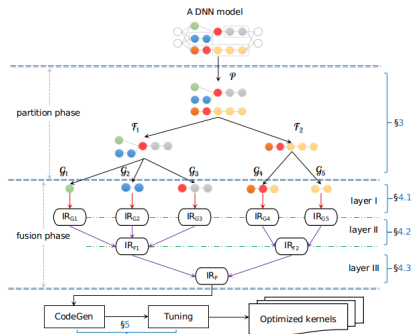 A DNN model
𝒫
partition phase
ℱ1
ℱ2
§3
𝒢1
𝒢2
𝒢3
𝒢4
𝒢5
layer I
§4.1
IRG1
IRG2
IRG3
IRG4
IRG5
layer II
§4.2
fusion phase
IRF1
IRF2
layer III
§4.3
IRP
CodeGen
Tuning
Optimized kernels
§5